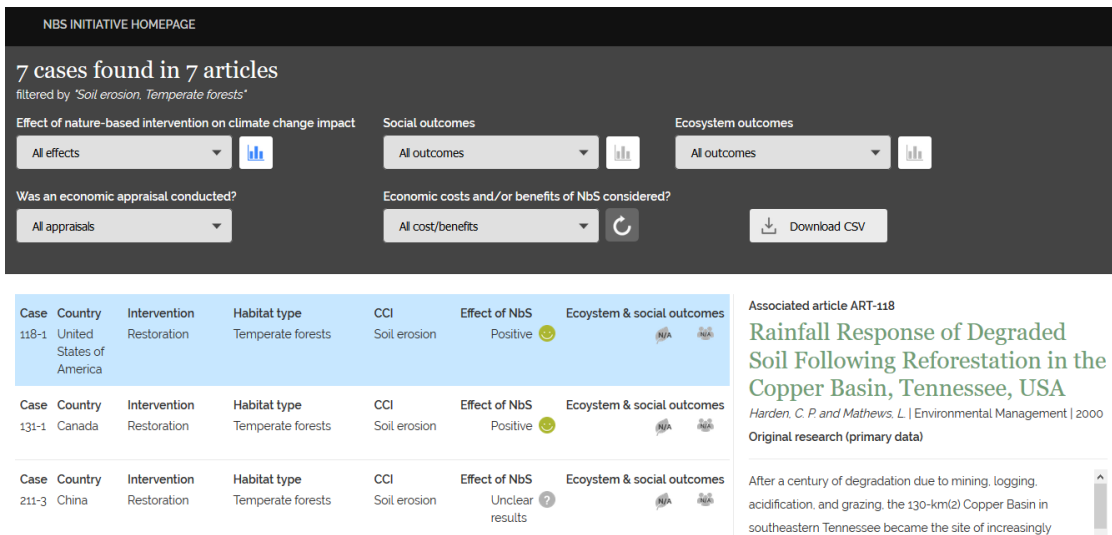 NBS INITIATIVE HOMEPAGE
7 cases found in 7 articles
filtered by "Soil erosion, Temperate forests"
Effect of nature-based intervention on climate change impact
Social outcomes
Ecosystem outcomes
All effects
All outcomes
All outcomes
Was an economic appraisal conducted?
Economic costs and/or benefits of NbS considered?
All appraisals
All cost/benefits
Download CSV
Case Country Intervention Habitat type CCI Effect of NbS Ecoystem & social outcomes
118-1 United Restoration Temperate forests Soil erosion Positive N/A N/A
States of
America
Case Country Intervention Habitat type CCI Effect of NbS Ecoystem & social outcomes
131-1 Canada Restoration Temperate forests Soil erosion Positive N/A N/A
Case Country Intervention Habitat type CCI Effect of NbS Ecoystem & social outcomes
211-3 China Restoration Temperate forests Soil erosion Unclear ? N/A N/A
results
Associated article ART-118
Rainfall Response of Degraded
Soil Following Reforestation in the
Copper Basin, Tennessee, USA
Harden, C. P. and Mathews, L. | Environmental Management | 2000
Original research (primary data)
After a century of degradation due to mining, logging,
acidification, and grazing, the 130-km(2) Copper Basin in
southeastern Tennessee became the site of increasingly